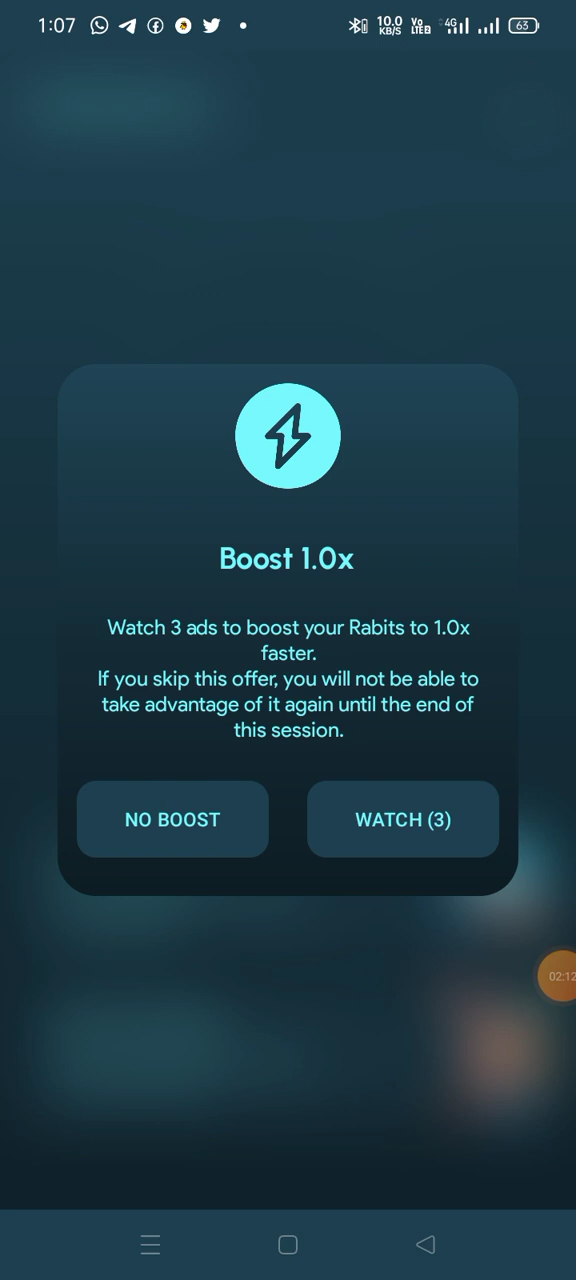 1:07
10.0
KB/S
Vo
LTE2
4G
63
Boost 1.0x
Watch 3 ads to boost your Rabits to 1.0x
faster.
If you skip this offer, you will not be able to
take advantage of it again until the end of
this session.
NO BOOST
WATCH (3)
02:12